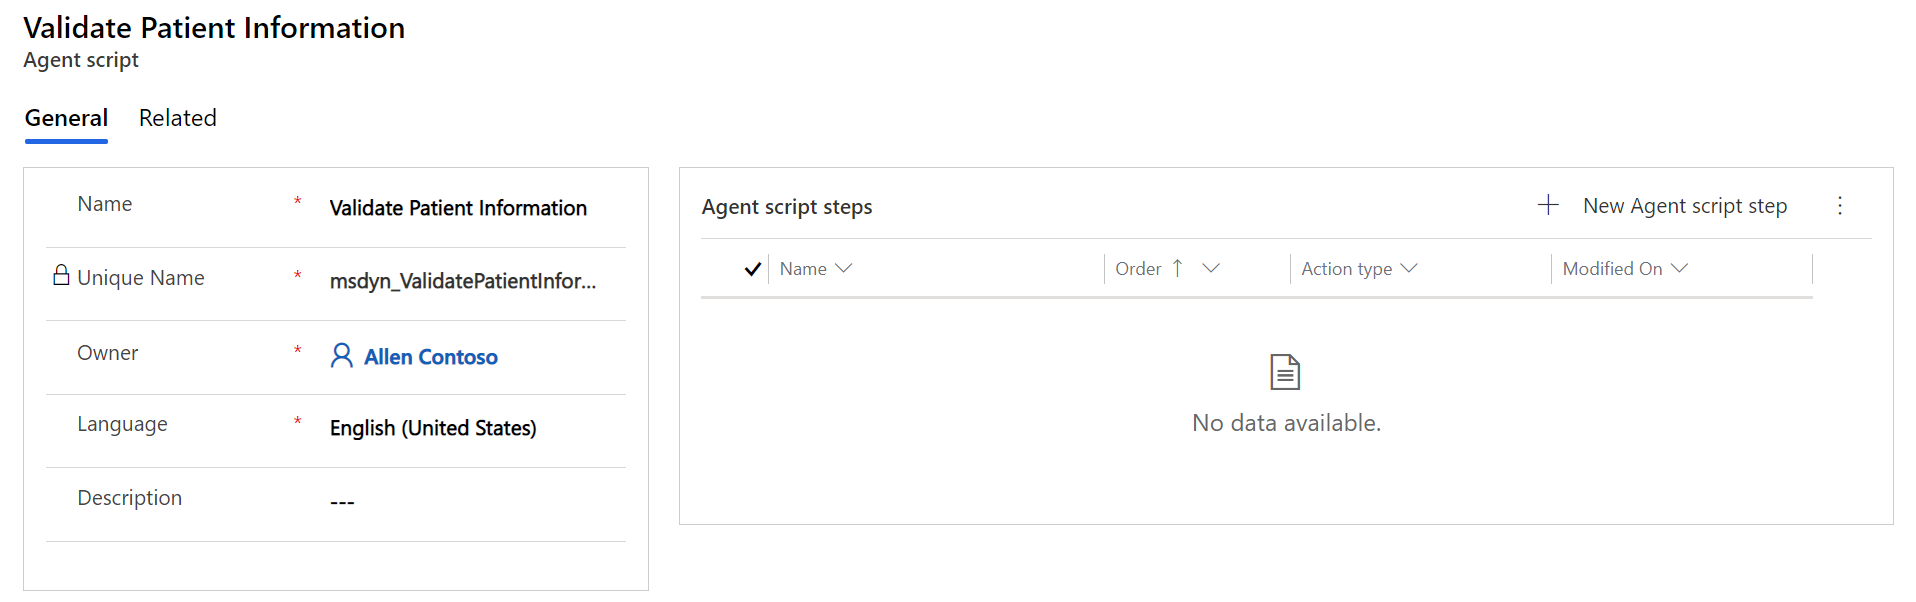 Validate Patient Information
Agent script
General Related
Name * Validate Patient Information
Unique Name * msdyn_ValidatePatientInfor...
Owner * Allen Contoso
Language * English (United States)
Description ---
Agent script steps
New Agent script step
Name Order Action type Modified On
No data available.